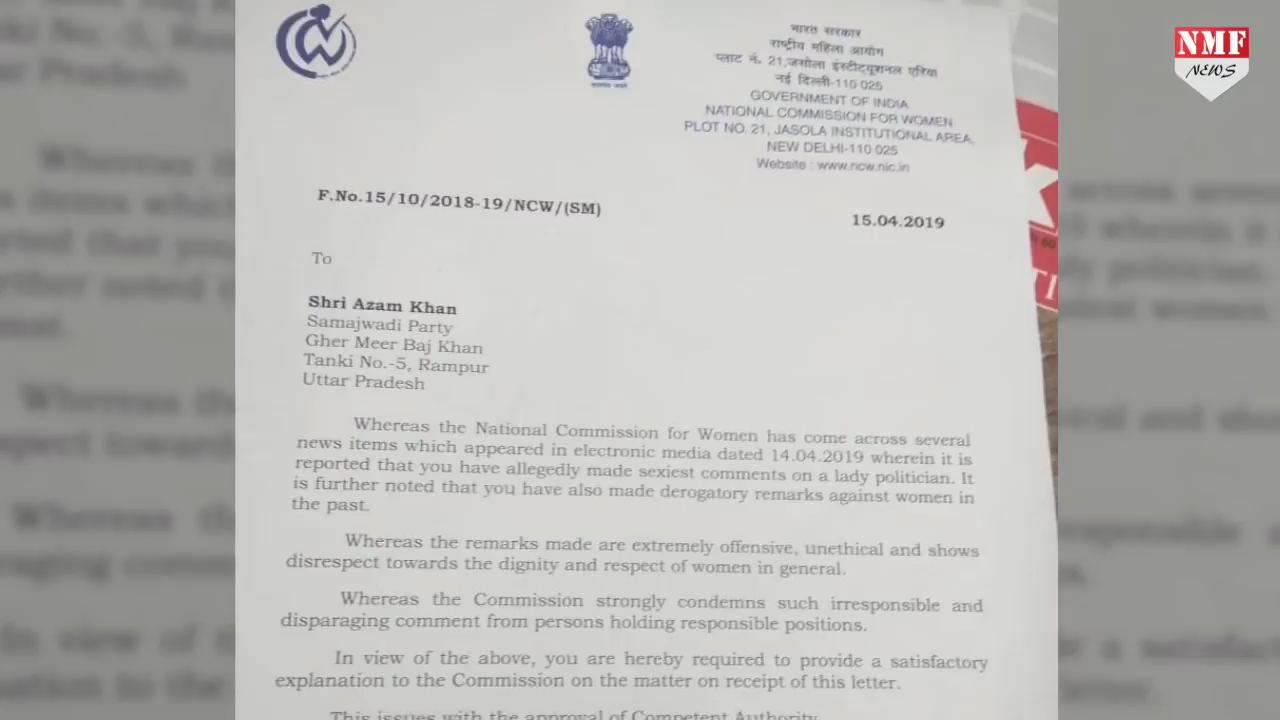 NMF
NEWS
भारत सरकार
राष्ट्रीय महिला आयोग
प्लाट नं. 21,जसोला इंस्टीट्यूशनल एरिया
नई दिल्ली-110 025
GOVERNMENT OF INDIA
NATIONAL COMMISSION FOR WOMEN
PLOT NO. 21, JASOLA INSTITUTIONAL AREA,
NEW DELHI-110 025
Website : www.ncw.nic.in
F.No.15/10/2018-19/NCW/(SM)
15.04.2019
To
Shri Azam Khan
Samajwadi Party
Gher Meer Baj Khan
Tanki No.-5, Rampur
Uttar Pradesh
Whereas the National Commission for Women has come across several
news items which appeared in electronic media dated 14.04.2019 wherein it is
reported that you have allegedly made sexiest comments on a lady politician. It
is further noted that you have also made derogatory remarks against women in
the past.
Whereas the remarks made are extremely offensive, unethical and shows
disrespect towards the dignity and respect of women in general.
Whereas the Commission strongly condemns such irresponsible and
disparaging comment from persons holding responsible positions.
In view of the above, you are hereby required to provide a satisfactory
explanation to the Commission on the matter on receipt of this letter.
This issues with the approval of Competent Authority